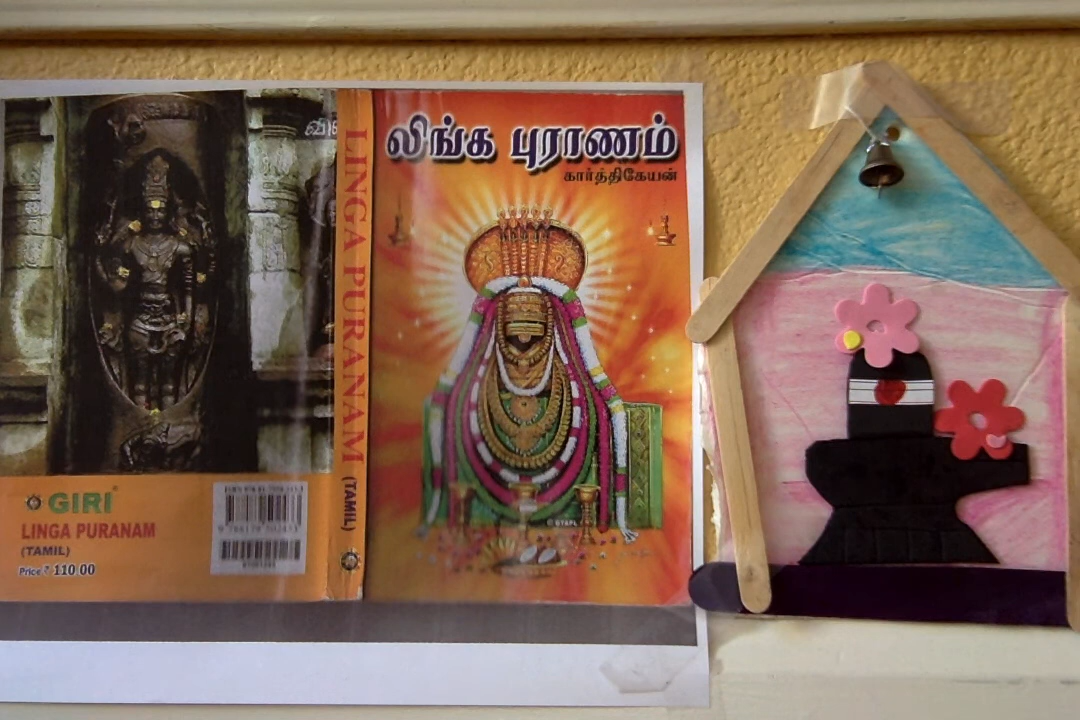 லிங்க புராணம்
கார்த்திகேயன்
LINGA PURANAM (TAMIL)
GIRI
LINGA PURANAM
(TAMIL)
Price ₹ 110.00